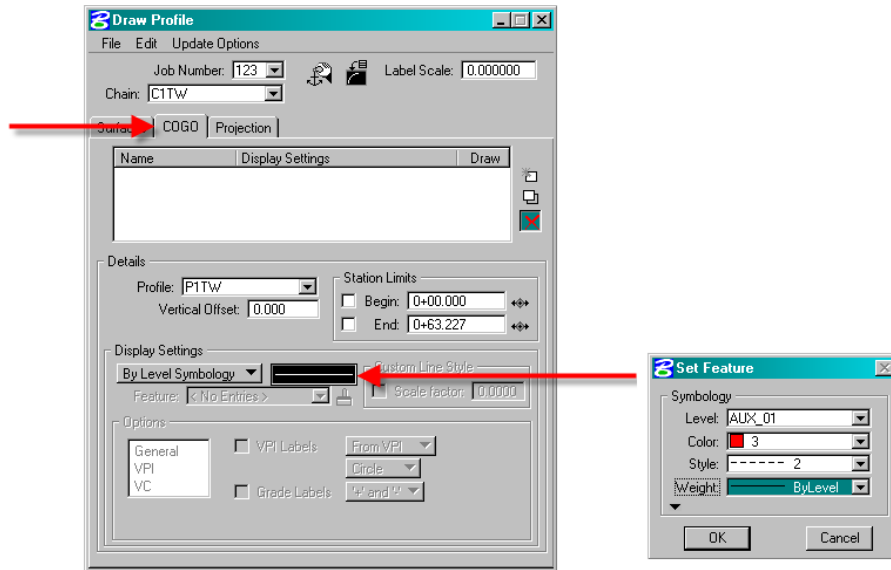 Draw Profile
File Edit Update Options
Job Number: 123
Label Scale: 0.000000
Chain: C1TW
COGO Projection
Name Display Settings Draw
Details
Profile: P1TW
Vertical Offset: 0.000
Station Limits
Begin: 0+00.000
End: 0+63.227
Display Settings
By Level Symbology
Custom Line Style
Feature: < No Entries >
Scale factor: 0.0000
Options
General
VPI
VC
VPI Labels From VPI
Circle
Grade Labels '+' and '-'
Set Feature
Symbology
Level: AUX_01
Color: 3
Style: 2
Weight: ByLevel
OK Cancel